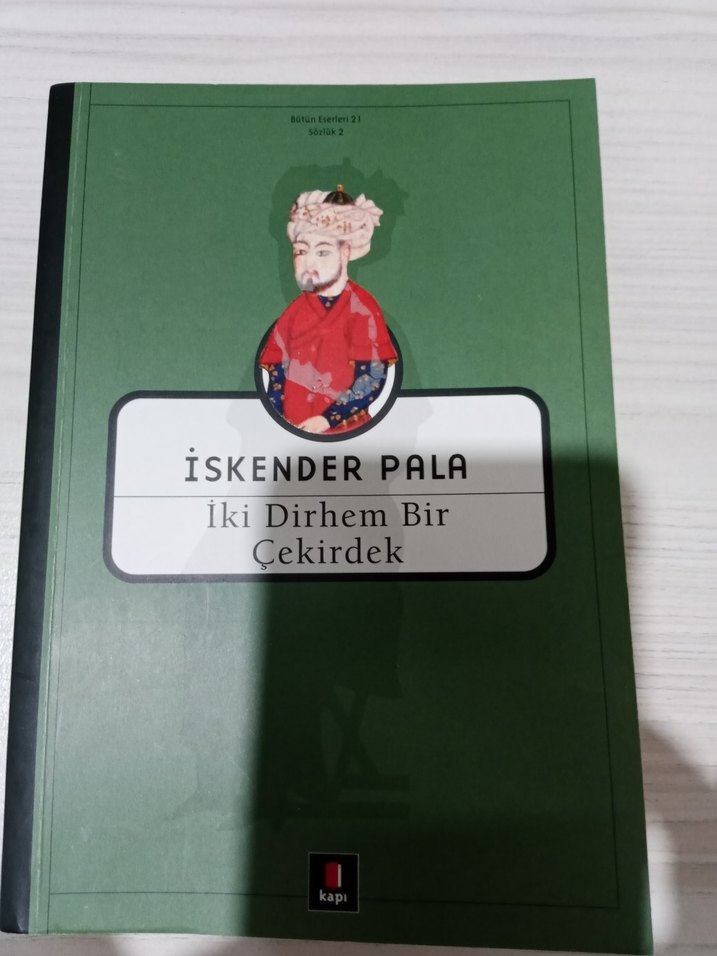 Bütün Eserleri 21
Sözlük 2
İSKENDER PALA
İki Dirhem Bir
Çekirdek
kapı